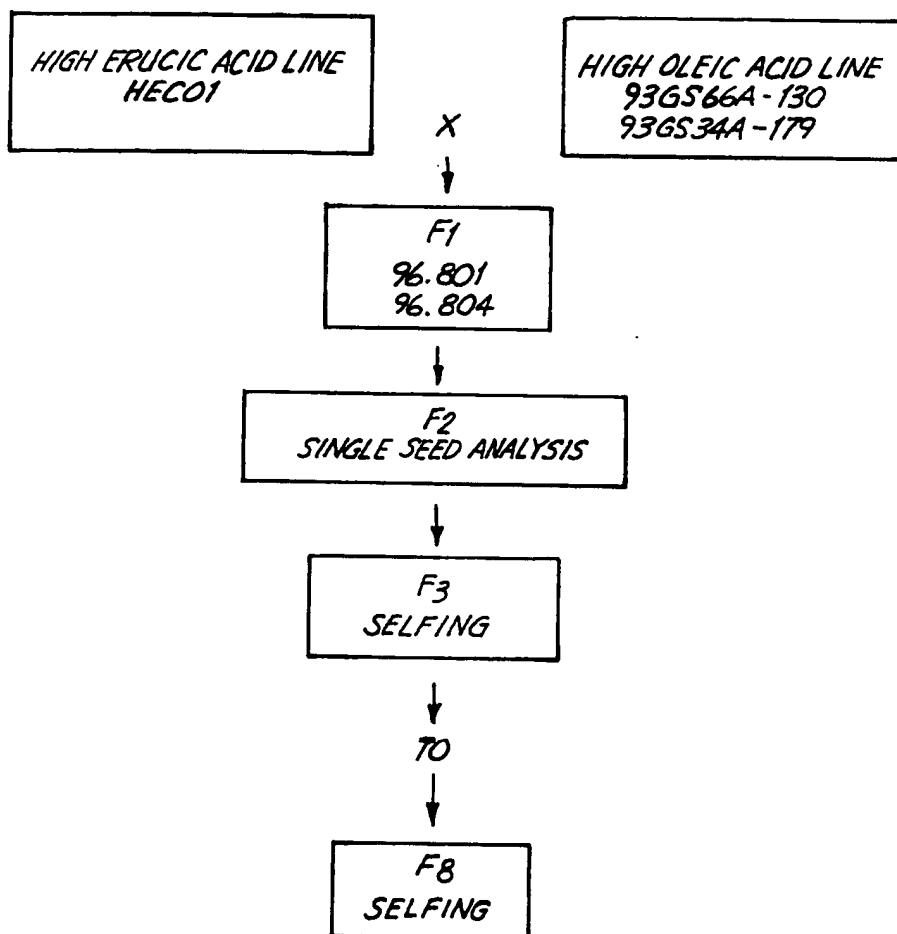 HIGH ERUCIC ACID LINE
HECO1
HIGH OLEIC ACID LINE
93GS66A-130
93GS34A-179
X
F1
96.801
96.804
F2
SINGLE SEED ANALYSIS
F3
SELFING
TO
F8
SELFING